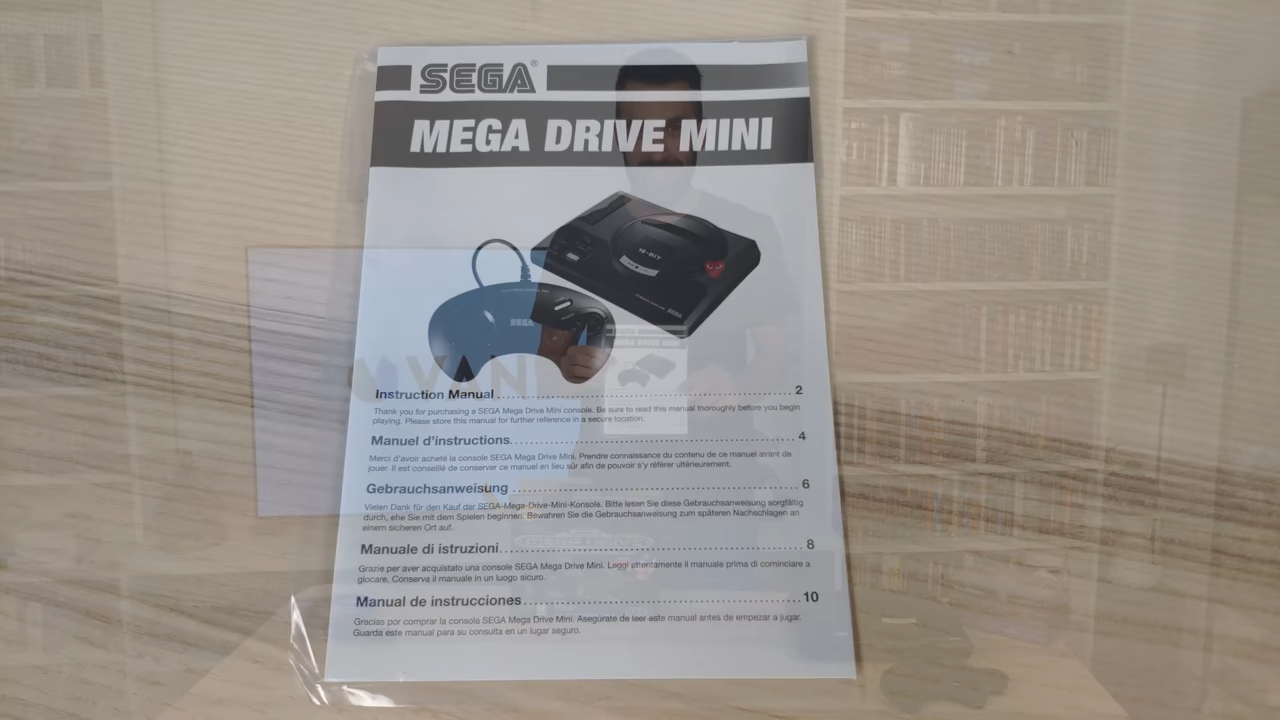 SEGA®
MEGA DRIVE MINI
16-BIT
SEGA
SEGA
SEGA
MEGA DRIVE MINI
VAN
Instruction Manual 2
Thank you for purchasing a SEGA Mega Drive Mini console. Be sure to read this manual thoroughly before you begin
playing. Please store this manual for further reference in a secure location.
Manuel d'instructions 4
Merci d'avoir acheté la console SEGA Mega Drive Mini. Prendre connaissance du contenu de ce manuel avant de
jouer. Il est conseillé de conserver ce manuel en lieu sûr afin de pouvoir s'y référer ultérieurement.
Gebrauchsanweisung 6
Vielen Dank für den Kauf der SEGA-Mega-Drive-Mini-Konsole. Bitte lesen Sie diese Gebrauchsanweisung sorgfältig
durch, ehe Sie mit dem Spielen beginnen. Bewahren Sie die Gebrauchsanweisung zum späteren Nachschlagen an
einem sicheren Ort auf.
Manuale di istruzioni 8
Grazie per aver acquistato una console SEGA Mega Drive Mini. Leggi attentamente il manuale prima di cominciare a
giocare. Conserva il manuale in un luogo sicuro.
Manual de instrucciones 10
Gracias por comprar la consola SEGA Mega Drive Mini. Asegúrate de leer este manual antes de empezar a jugar.
Guarda este manual para su consulta en un lugar seguro.